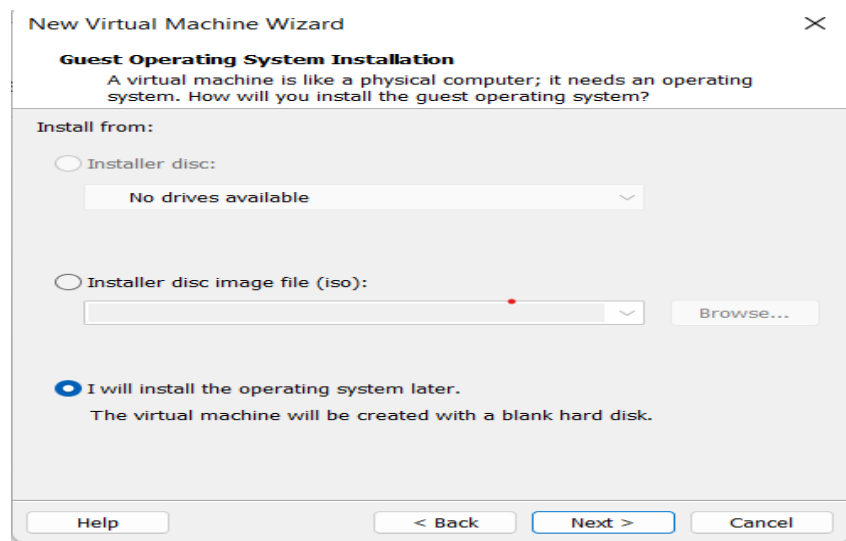 New Virtual Machine Wizard
Guest Operating System Installation
A virtual machine is like a physical computer; it needs an operating
system. How will you install the guest operating system?
Install from:
Installer disc:
No drives available
Installer disc image file (iso):
Browse...
I will install the operating system later.
The virtual machine will be created with a blank hard disk.
Help
< Back
Next >
Cancel